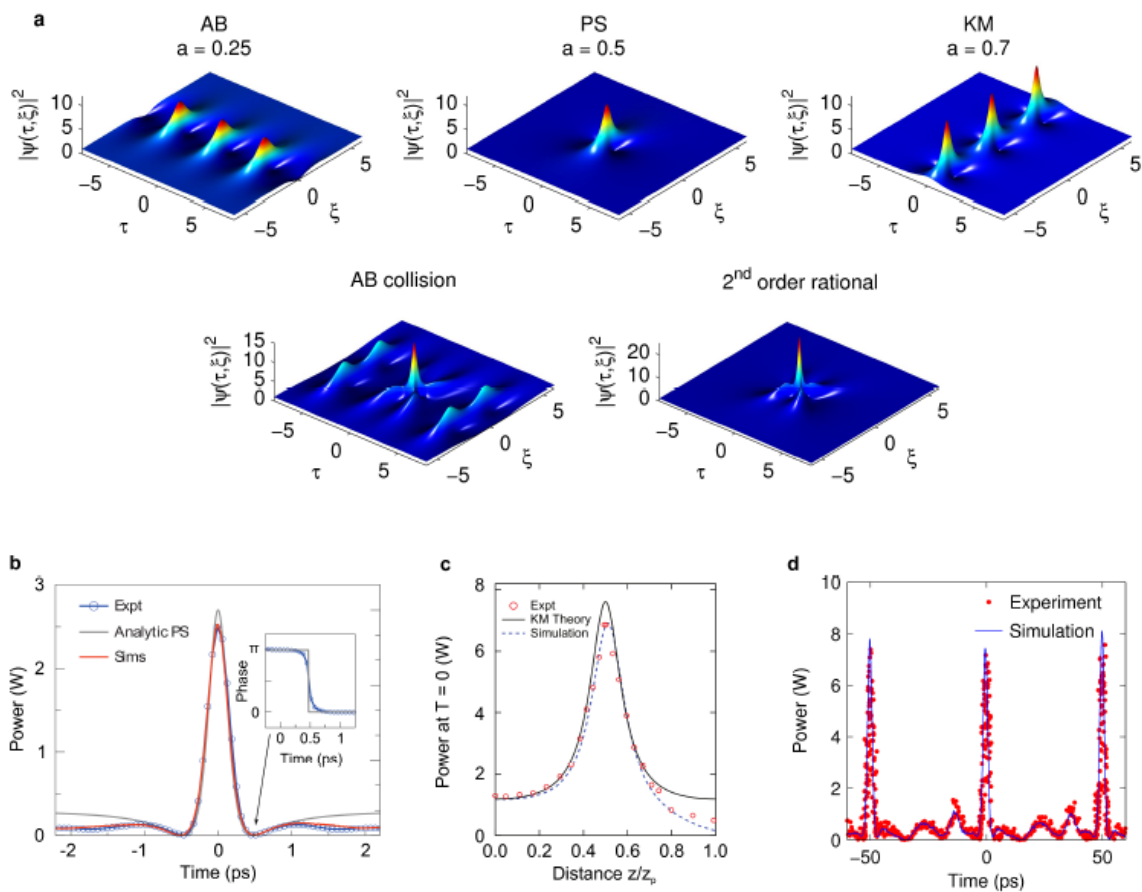 a
AB
a = 0.25
PS
a = 0.5
KM
a = 0.7
|ψ(τ,ξ)|²
10
5
0
−5
0
5
τ
−5
0
5
ξ
|ψ(τ,ξ)|²
10
5
0
−5
0
5
τ
−5
0
5
ξ
|ψ(τ,ξ)|²
10
5
0
−5
0
5
τ
−5
0
5
ξ
AB collision
2nd order rational
|ψ(τ,ξ)|²
15
10
5
0
−5
0
5
τ
−5
0
5
ξ
|ψ(τ,ξ)|²
20
10
0
−5
0
5
τ
−5
0
5
ξ
b
Power (W)
3
2
1
0
Expt
Analytic PS
Sims
Phase
π
0
0
0.5
1
Time (ps)
-2
-1
0
1
2
Time (ps)
c
Power at T = 0 (W)
8
6
4
2
0
Expt
KM Theory
Simulation
0.0
0.2
0.4
0.6
0.8
1.0
Distance z/zp
d
Power (W)
10
8
6
4
2
0
Experiment
Simulation
−50
0
50
Time (ps)